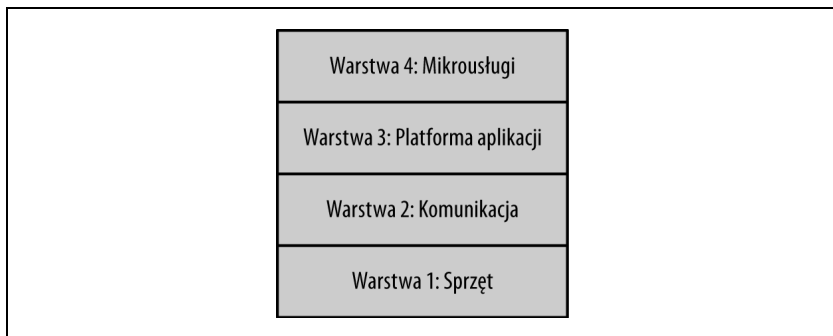 Warstwa 4: Mikrousługi
Warstwa 3: Platforma aplikacji
Warstwa 2: Komunikacja
Warstwa 1: Sprzęt